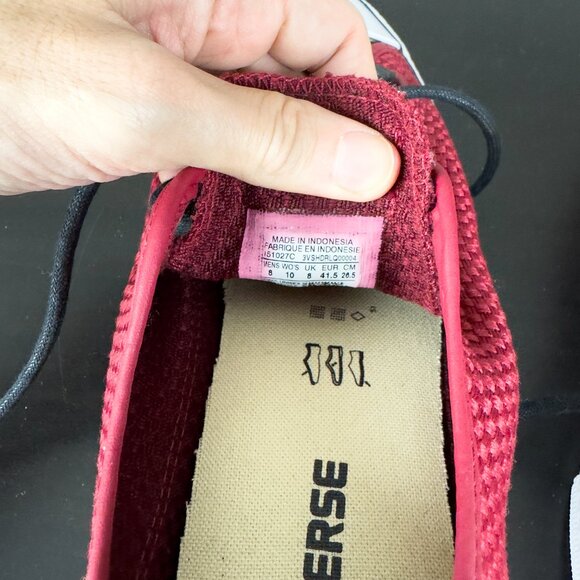 MADE IN INDONESIA
FABRIQUE EN INDONESIE
151027C 3VSHDRLQ00004
MENS WO'S UK EUR CM
8 10 8 41.5 26.5
ERSE